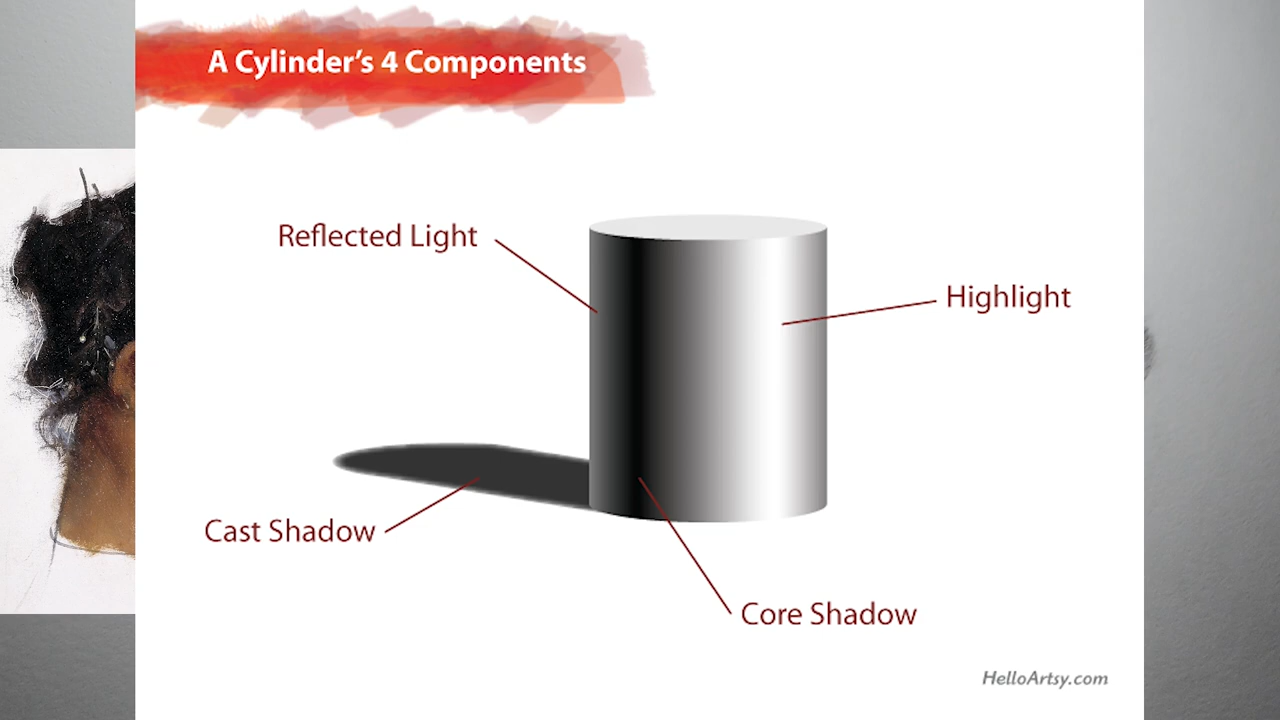 A Cylinder's 4 Components
Reflected Light
Highlight
Cast Shadow
Core Shadow
HelloArtsy.com